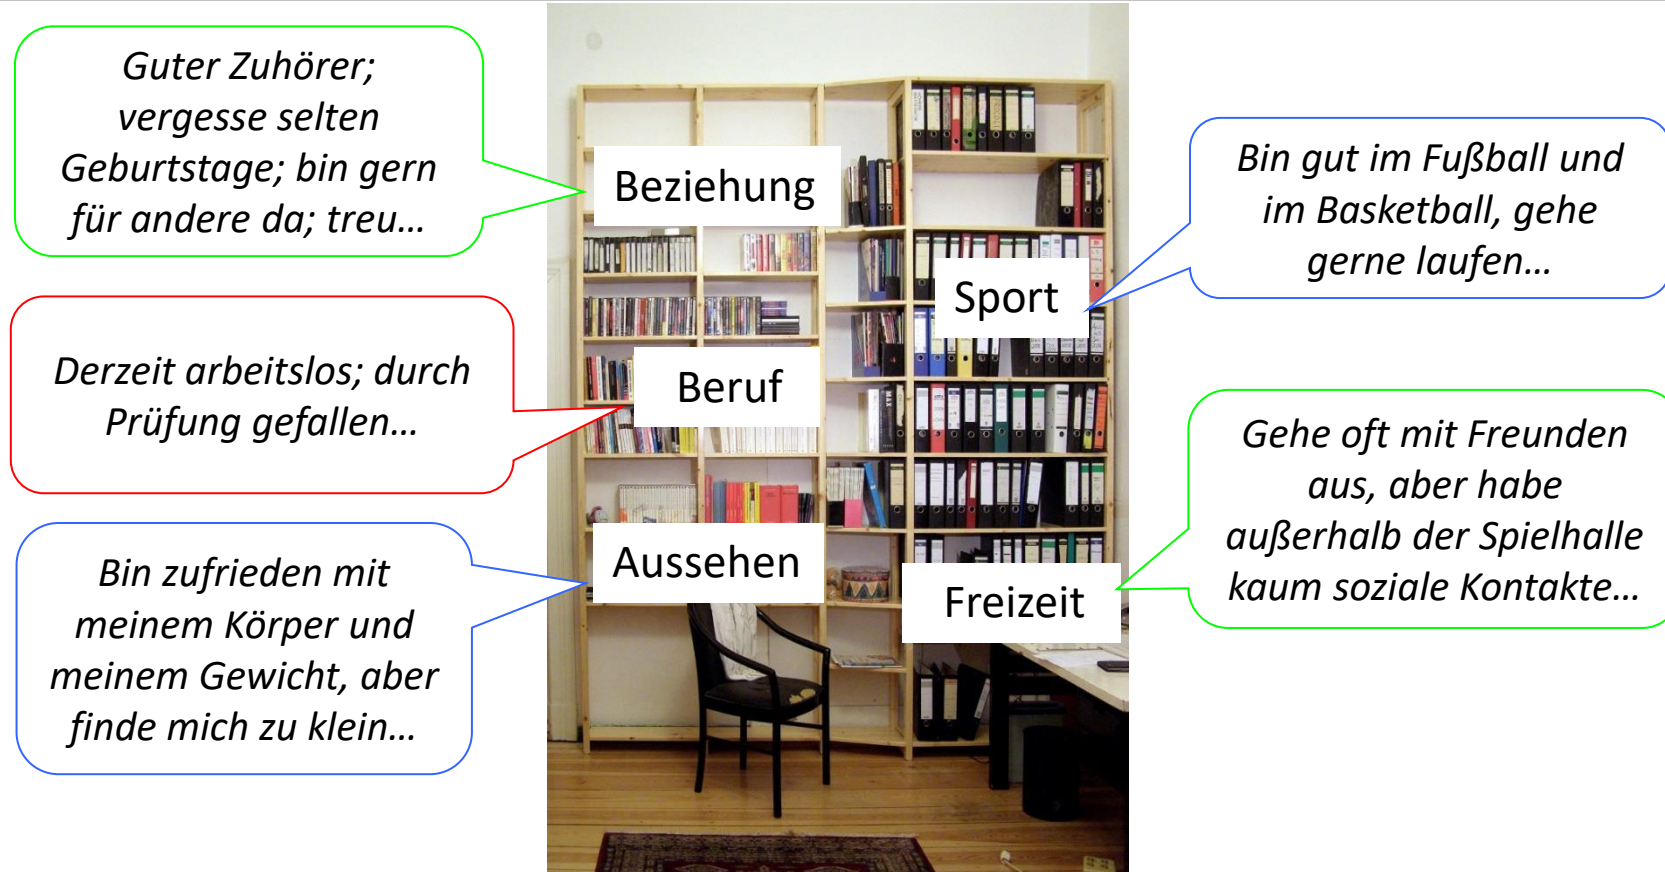 Guter Zuhörer;
vergesse selten
Geburtstage; bin gern
für andere da; treu…
Beziehung
Bin gut im Fußball und
im Basketball, gehe
gerne laufen…
Sport
Derzeit arbeitslos; durch
Prüfung gefallen…
Beruf
Gehe oft mit Freunden
aus, aber habe
außerhalb der Spielhalle
kaum soziale Kontakte…
Freizeit
Bin zufrieden mit
meinem Körper und
meinem Gewicht, aber
finde mich zu klein…
Aussehen